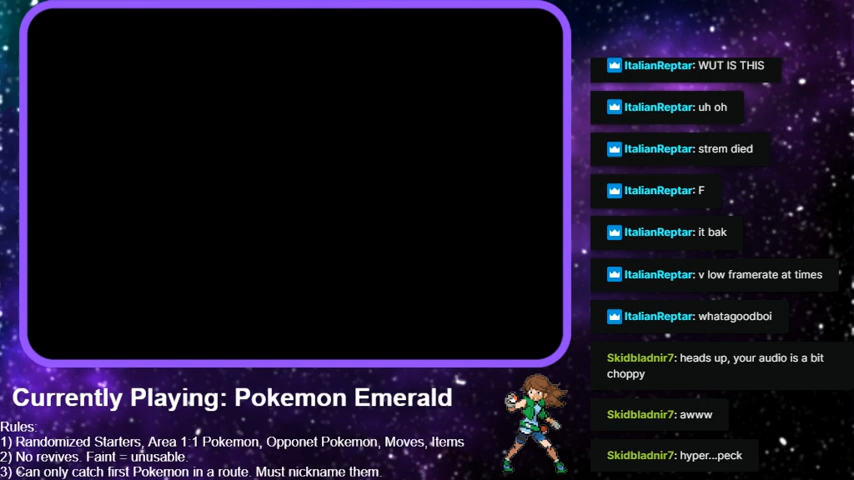 ItalianReptar: WUT IS THIS
ItalianReptar: uh oh
ItalianReptar: strem died
ItalianReptar: F
ItalianReptar: it bak
ItalianReptar: v low framerate at times
ItalianReptar: whatagoodboi
Skidbladnir7: heads up, your audio is a bit
choppy
Skidbladnir7: awww
Skidbladnir7: hyper...peck
Currently Playing: Pokemon Emerald
Rules:
1) Randomized Starters, Area 1:1 Pokemon, Opponet Pokemon, Moves, Items
2) No revives. Faint = unusable.
3) Can only catch first Pokemon in a route. Must nickname them.